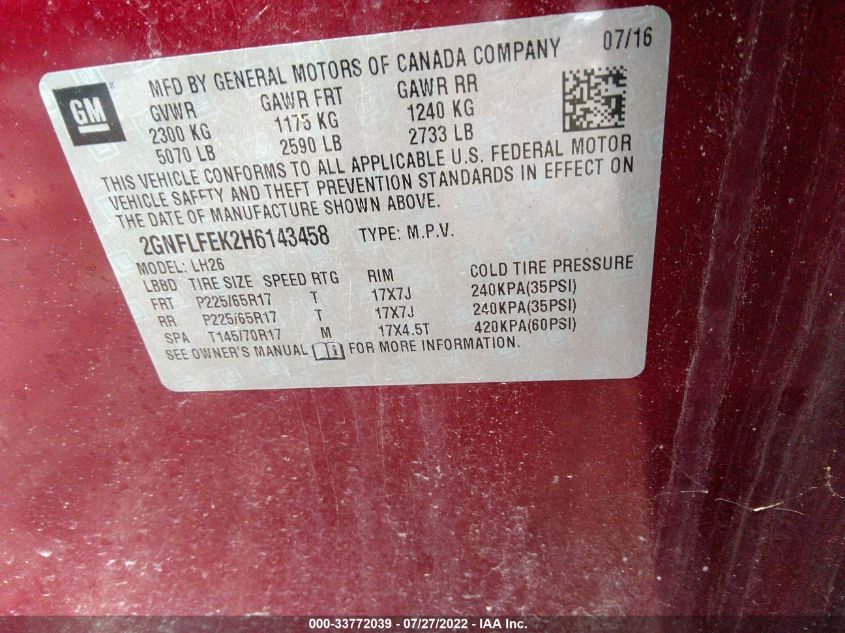 MFD BY GENERAL MOTORS OF CANADA COMPANY 07/16
GM
GVWR GAWR FRT GAWR RR
2300 KG 1175 KG 1240 KG
5070 LB 2590 LB 2733 LB
THIS VEHICLE CONFORMS TO ALL APPLICABLE U.S. FEDERAL MOTOR
VEHICLE SAFETY AND THEFT PREVENTION STANDARDS IN EFFECT ON
THE DATE OF MANUFACTURE SHOWN ABOVE.
2GNFLFEK2H6143458 TYPE: M.P.V.
MODEL: LH26
LBBD TIRE SIZE SPEED RTG RIM COLD TIRE PRESSURE
FRT P225/65R17 T 17X7J 240KPA(35PSI)
RR P225/65R17 T 17X7J 240KPA(35PSI)
SPA T145/70R17 M 17X4.5T 420KPA(60PSI)
SEE OWNER'S MANUAL FOR MORE INFORMATION.
000-33772039 - 07/27/2022 - IAA Inc.